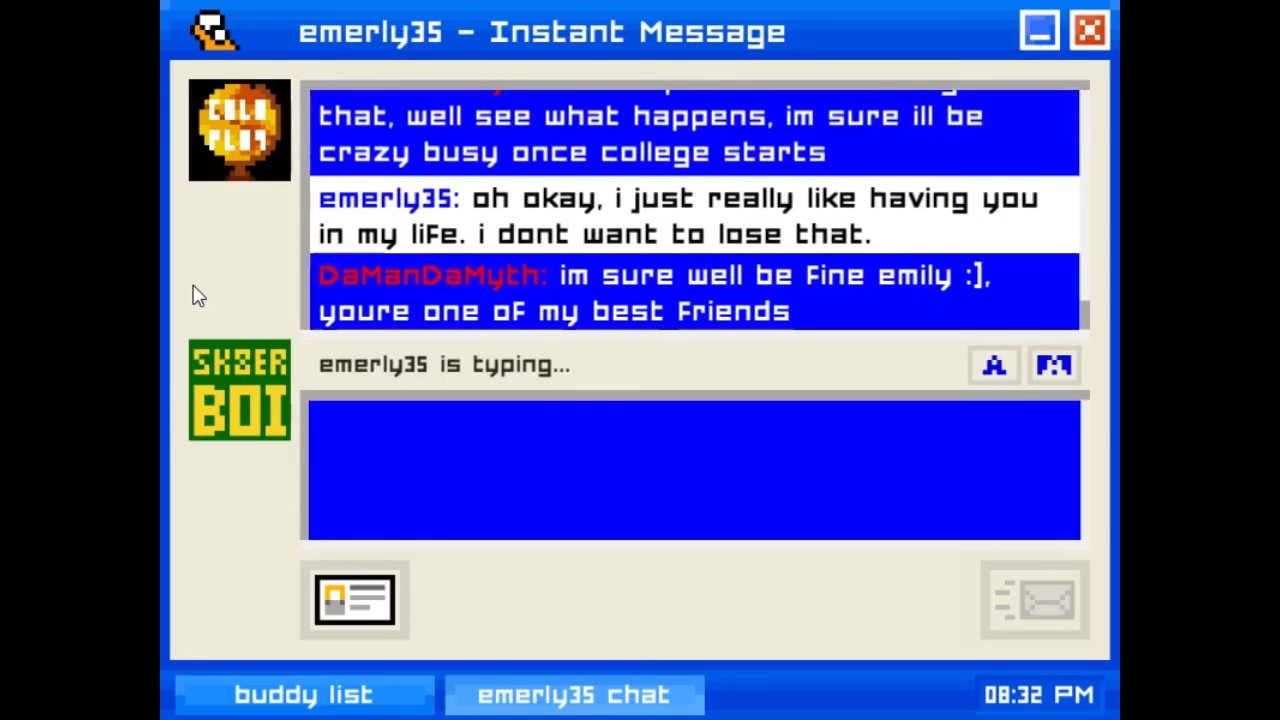 emerly35 - Instant Message
COLD
PLAY
that, well see what happens, im sure ill be
crazy busy once college starts
emerly35: oh okay, i just really like having you
in my life. i dont want to lose that.
DaManDaMyth: im sure well be fine emily :],
youre one of my best friends
SK8ER
BOI
emerly35 is typing...
A
buddy list
emerly35 chat
08:32 PM